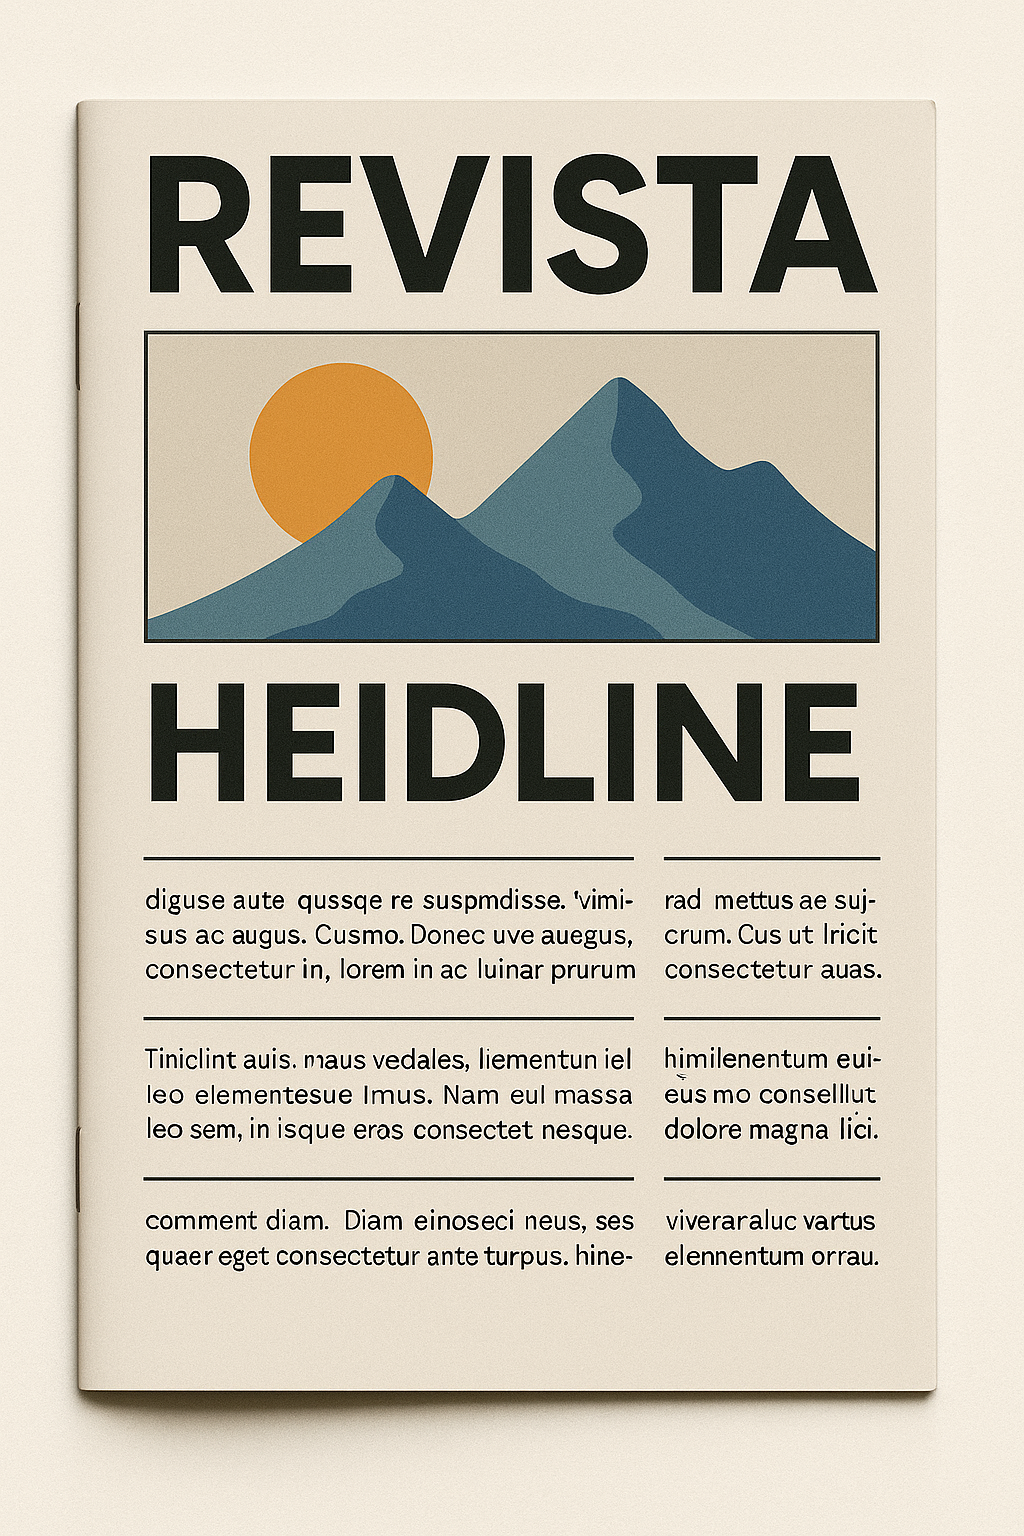 REVISTA
HEIDLINE
diguse aute qussqe re suspmdisse. 'vimi-
sus ac augus. Cusmo. Donec uve auegus,
consectetur in, lorem in ac luinar prurum
rad mettus ae suj-
crum. Cus ut lricit
consectetur auas.
Tiniclint auis. maus vedales, liementun iel
leo elementesue Imus. Nam eul massa
leo sem, in isque eras consectet nesque.
himilenentum eui-
eus mo conselllut
dolore magna lici.
comment diam. Diam einoseci neus, ses
quaer eget consectetur ante turpus. hine-
viveraraluc vartus
elennentum orrau.